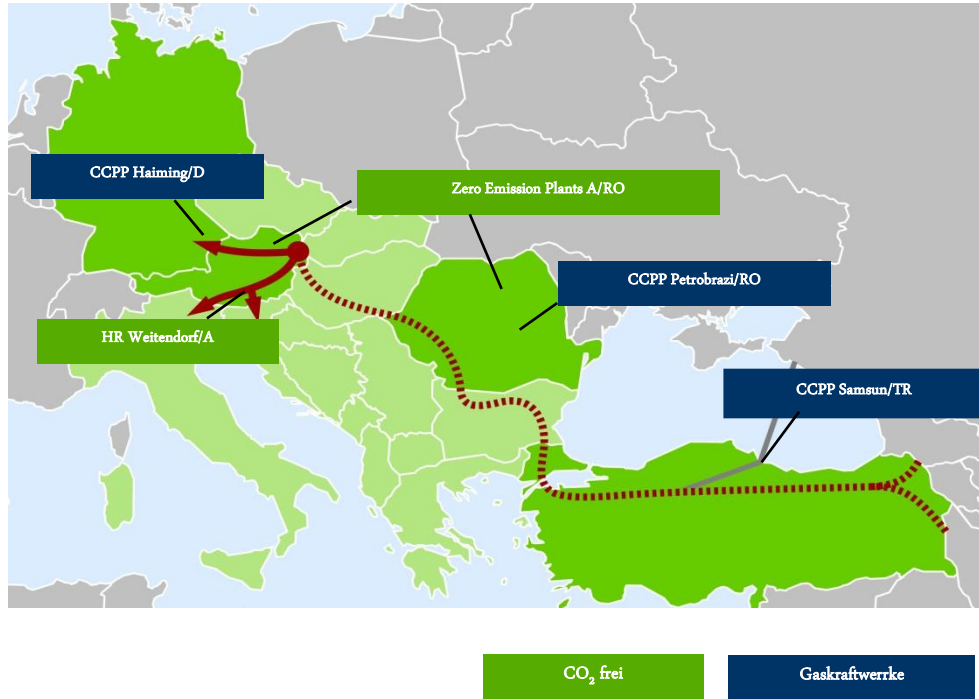 CCPP Haiming/D
Zero Emission Plants A/RO
CCPP Petrobrazi/RO
HR Weitendorf/A
CCPP Samsun/TR
CO₂ frei
Gaskraftwerrke